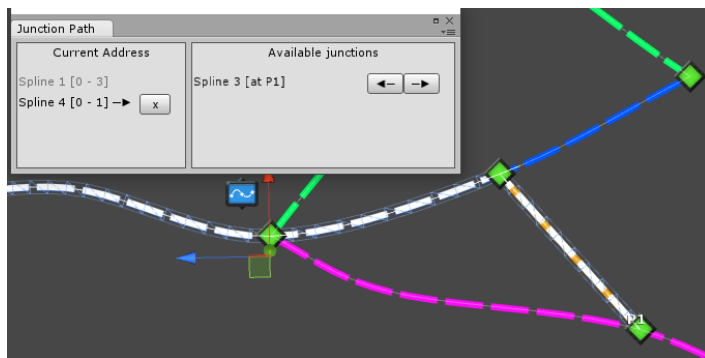 Junction Path
Current Address
Spline 1 [0 - 3]
Spline 4 [0 - 1]
x
Available junctions
Spline 3 [at P1]
P1